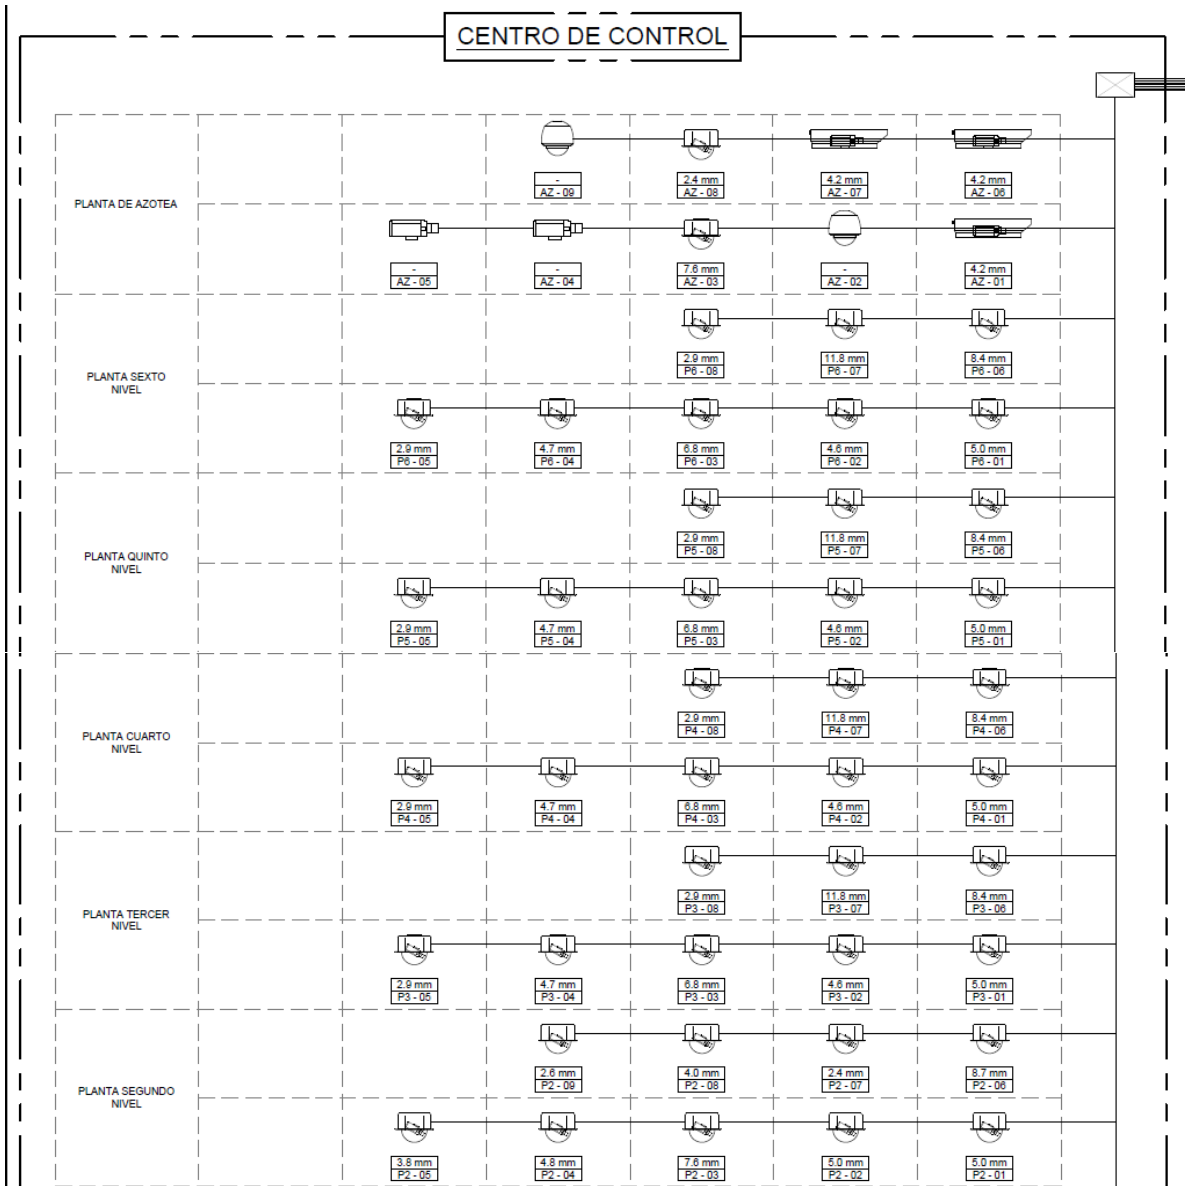 CENTRO DE CONTROL
PLANTA DE AZOTEA
-
AZ - 09
2.4 mm
AZ - 08
4.2 mm
AZ - 07
4.2 mm
AZ - 06
-
AZ - 05
-
AZ - 04
7.6 mm
AZ - 03
-
AZ - 02
4.2 mm
AZ - 01
PLANTA SEXTO
NIVEL
2.9 mm
P6 - 08
11.8 mm
P6 - 07
8.4 mm
P6 - 06
2.9 mm
P6 - 05
4.7 mm
P6 - 04
6.8 mm
P6 - 03
4.6 mm
P6 - 02
5.0 mm
P6 - 01
PLANTA QUINTO
NIVEL
2.9 mm
P5 - 08
11.8 mm
P5 - 07
8.4 mm
P5 - 06
2.9 mm
P5 - 05
4.7 mm
P5 - 04
6.8 mm
P5 - 03
4.6 mm
P5 - 02
5.0 mm
P5 - 01
PLANTA CUARTO
NIVEL
2.9 mm
P4 - 08
11.8 mm
P4 - 07
8.4 mm
P4 - 06
2.9 mm
P4 - 05
4.7 mm
P4 - 04
6.8 mm
P4 - 03
4.6 mm
P4 - 02
5.0 mm
P4 - 01
PLANTA TERCER
NIVEL
2.9 mm
P3 - 08
11.8 mm
P3 - 07
8.4 mm
P3 - 06
2.9 mm
P3 - 05
4.7 mm
P3 - 04
6.8 mm
P3 - 03
4.6 mm
P3 - 02
5.0 mm
P3 - 01
PLANTA SEGUNDO
NIVEL
2.6 mm
P2 - 09
4.0 mm
P2 - 08
2.4 mm
P2 - 07
8.7 mm
P2 - 06
3.8 mm
P2 - 05
4.8 mm
P2 - 04
7.6 mm
P2 - 03
5.0 mm
P2 - 02
5.0 mm
P2 - 01